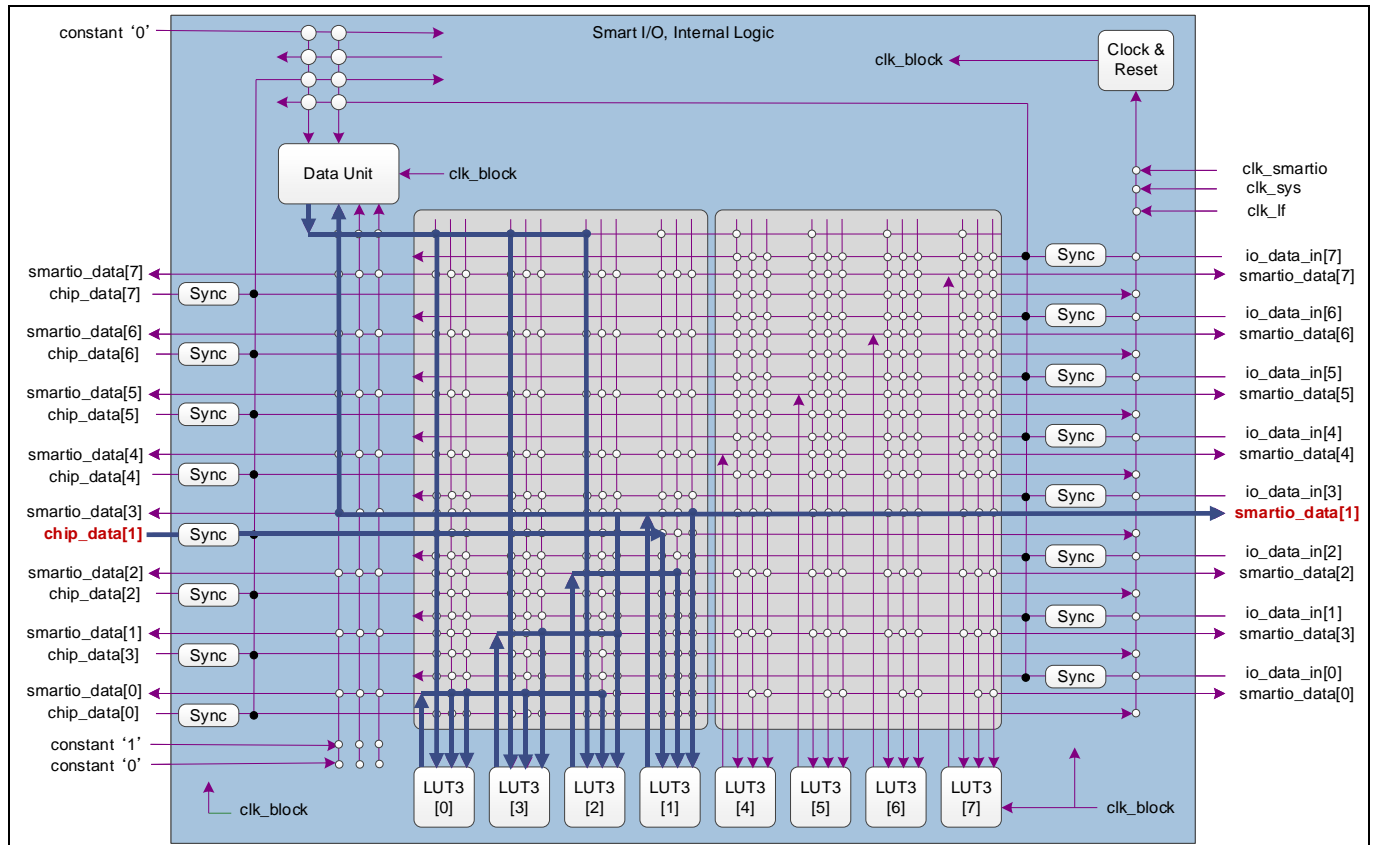 constant ‘0’
Smart I/O, Internal Logic
clk_block
Clock &
Reset
Data Unit
clk_block
clk_smartio
clk_sys
clk_lf
smartio_data[7]
chip_data[7]
Sync
Sync
io_data_in[7]
smartio_data[7]
smartio_data[6]
chip_data[6]
Sync
Sync
io_data_in[6]
smartio_data[6]
smartio_data[5]
chip_data[5]
Sync
Sync
io_data_in[5]
smartio_data[5]
smartio_data[4]
chip_data[4]
Sync
Sync
io_data_in[4]
smartio_data[4]
smartio_data[3]
chip_data[1]
Sync
Sync
io_data_in[3]
smartio_data[1]
smartio_data[2]
chip_data[2]
Sync
Sync
io_data_in[2]
smartio_data[2]
smartio_data[1]
chip_data[3]
Sync
Sync
io_data_in[1]
smartio_data[3]
smartio_data[0]
chip_data[0]
Sync
Sync
io_data_in[0]
smartio_data[0]
constant ‘1’
constant ‘0’
clk_block
LUT3
[0]
LUT3
[3]
LUT3
[2]
LUT3
[1]
LUT3
[4]
LUT3
[5]
LUT3
[6]
LUT3
[7]
clk_block